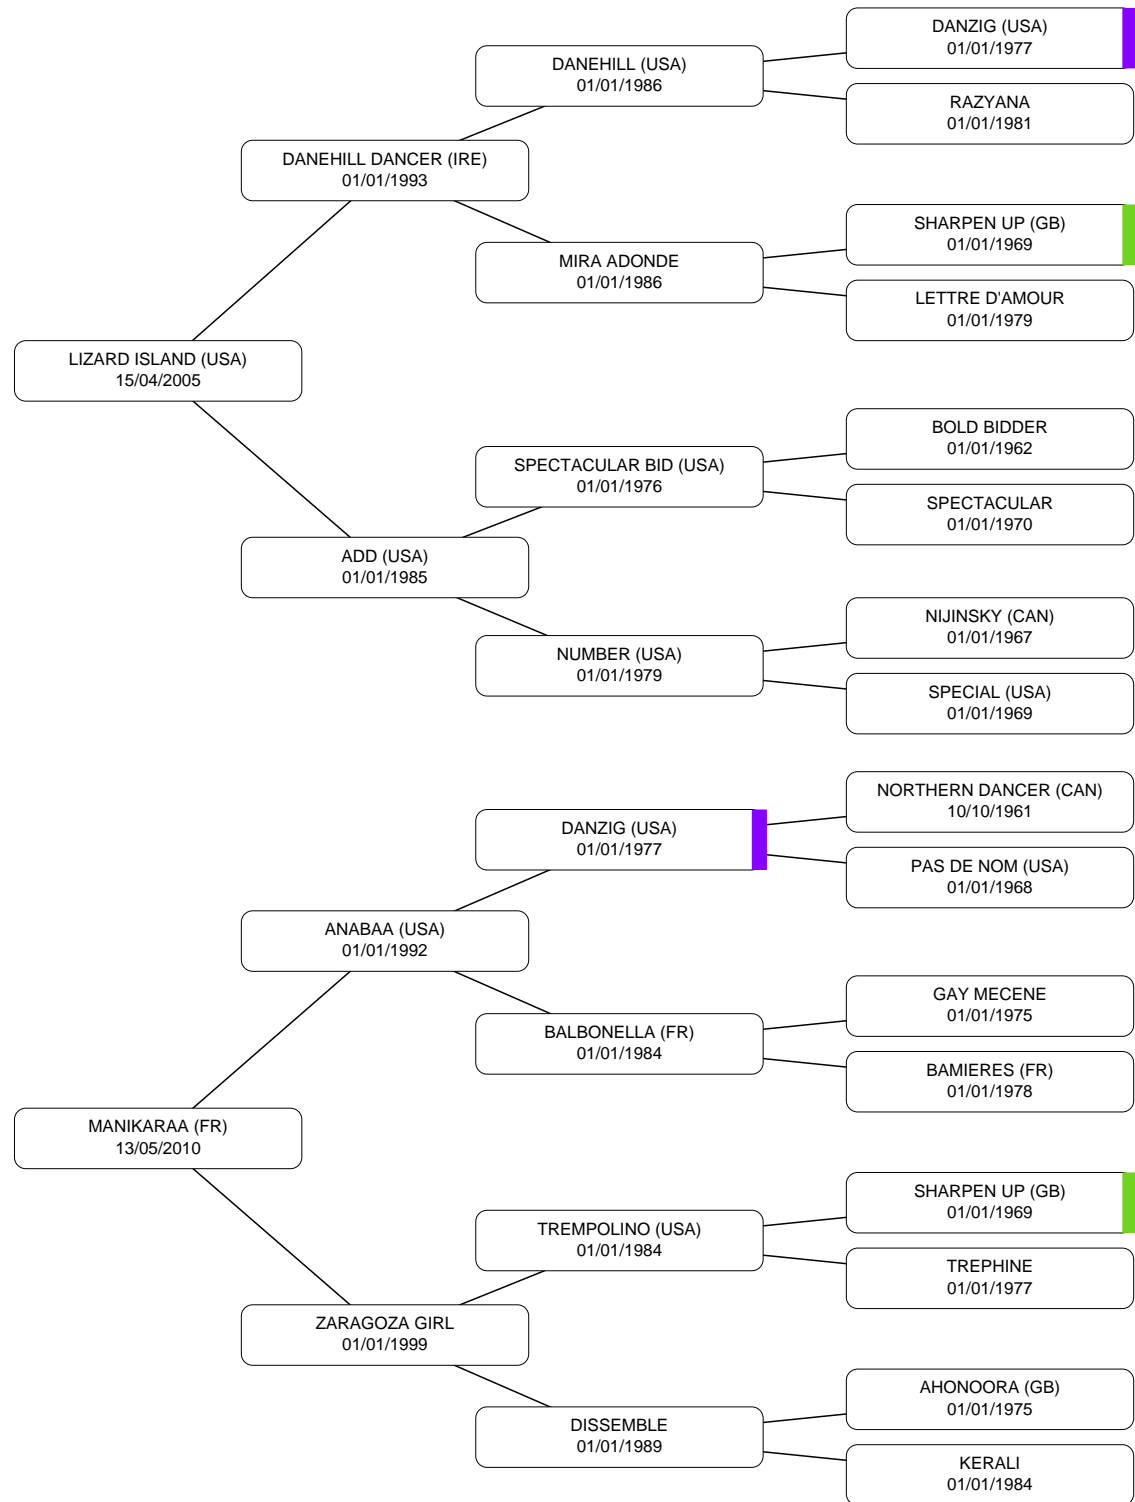 DANZIG (USA)
01/01/1977
DANEHILL (USA)
01/01/1986
RAZYANA
01/01/1981
DANEHILL DANCER (IRE)
01/01/1993
SHARPEN UP (GB)
01/01/1969
MIRA ADONDE
01/01/1986
LETTRE D'AMOUR
01/01/1979
LIZARD ISLAND (USA)
15/04/2005
BOLD BIDDER
01/01/1962
SPECTACULAR BID (USA)
01/01/1976
SPECTACULAR
01/01/1970
ADD (USA)
01/01/1985
NIJINSKY (CAN)
01/01/1967
NUMBER (USA)
01/01/1979
SPECIAL (USA)
01/01/1969
NORTHERN DANCER (CAN)
10/10/1961
DANZIG (USA)
01/01/1977
PAS DE NOM (USA)
01/01/1968
ANABAA (USA)
01/01/1992
GAY MECENE
01/01/1975
BALBONELLA (FR)
01/01/1984
BAMIERES (FR)
01/01/1978
MANIKARAA (FR)
13/05/2010
SHARPEN UP (GB)
01/01/1969
TREMPOLINO (USA)
01/01/1984
TREPHINE
01/01/1977
ZARAGOZA GIRL
01/01/1999
AHONOORA (GB)
01/01/1975
DISSEMBLE
01/01/1989
KERALI
01/01/1984